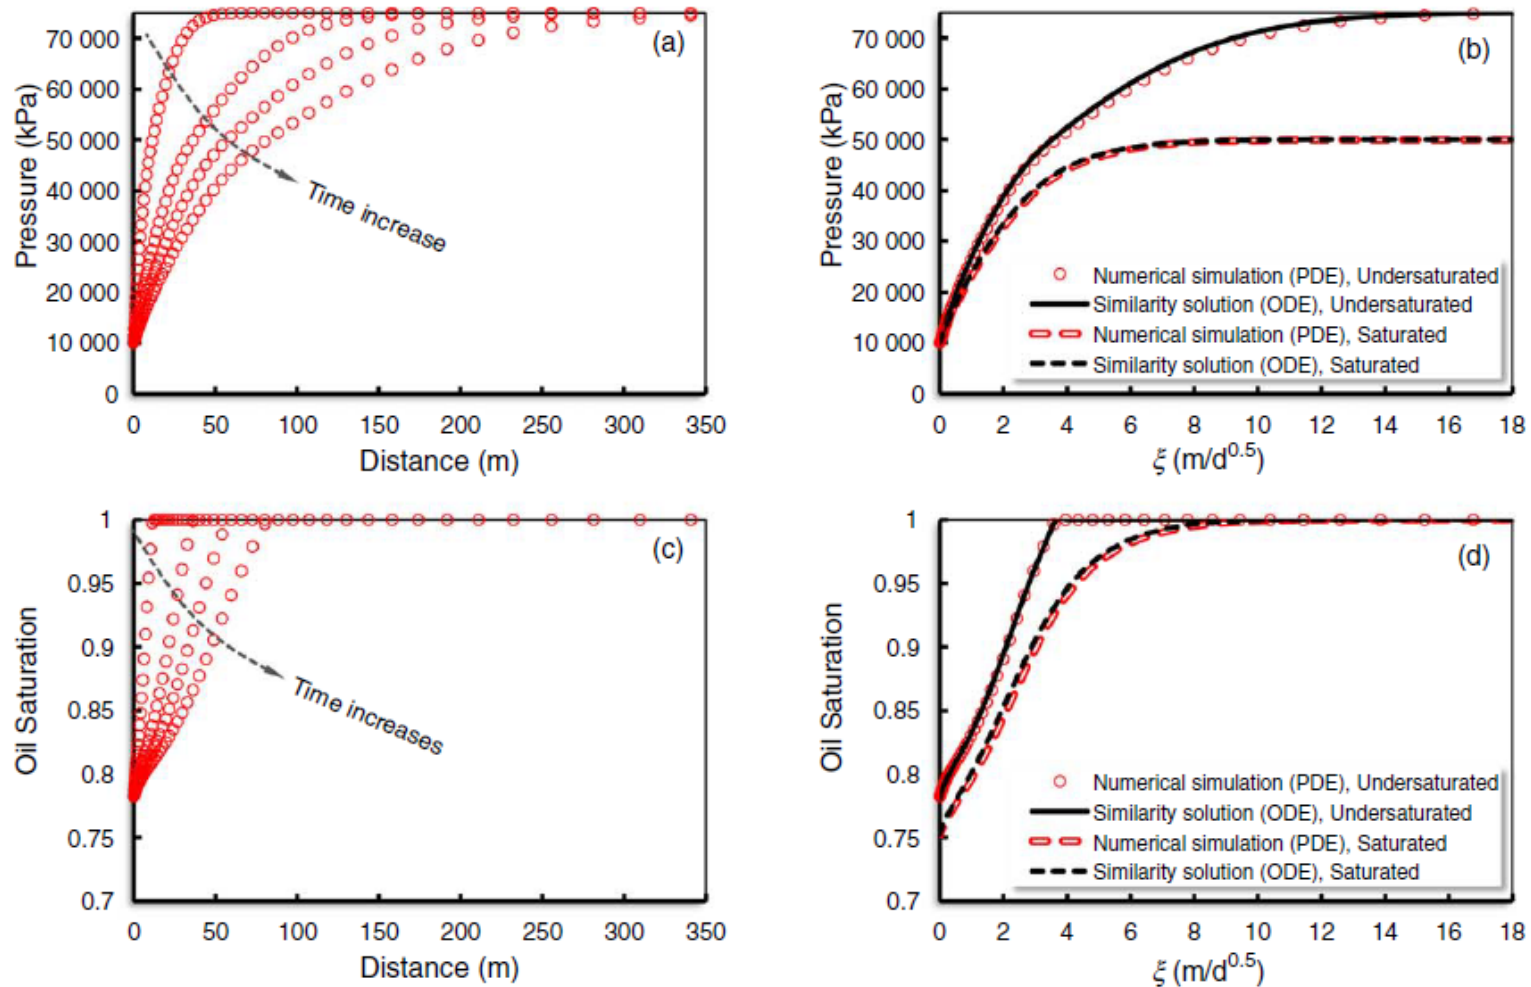 (a)
Pressure (kPa)
70 000
60 000
50 000
40 000
30 000
20 000
10 000
0
Time increase
0 50 100 150 200 250 300 350
Distance (m)
(b)
Pressure (kPa)
70 000
60 000
50 000
40 000
30 000
20 000
10 000
0
Numerical simulation (PDE), Undersaturated
Similarity solution (ODE), Undersaturated
Numerical simulation (PDE), Saturated
Similarity solution (ODE), Saturated
0 2 4 6 8 10 12 14 16 18
ξ (m/d^0.5)
(c)
Oil Saturation
1
0.95
0.9
0.85
0.8
0.75
0.7
Time increases
0 50 100 150 200 250 300 350
Distance (m)
(d)
Oil Saturation
1
0.95
0.9
0.85
0.8
0.75
0.7
Numerical simulation (PDE), Undersaturated
Similarity solution (ODE), Undersaturated
Numerical simulation (PDE), Saturated
Similarity solution (ODE), Saturated
0 2 4 6 8 10 12 14 16 18
ξ (m/d^0.5)